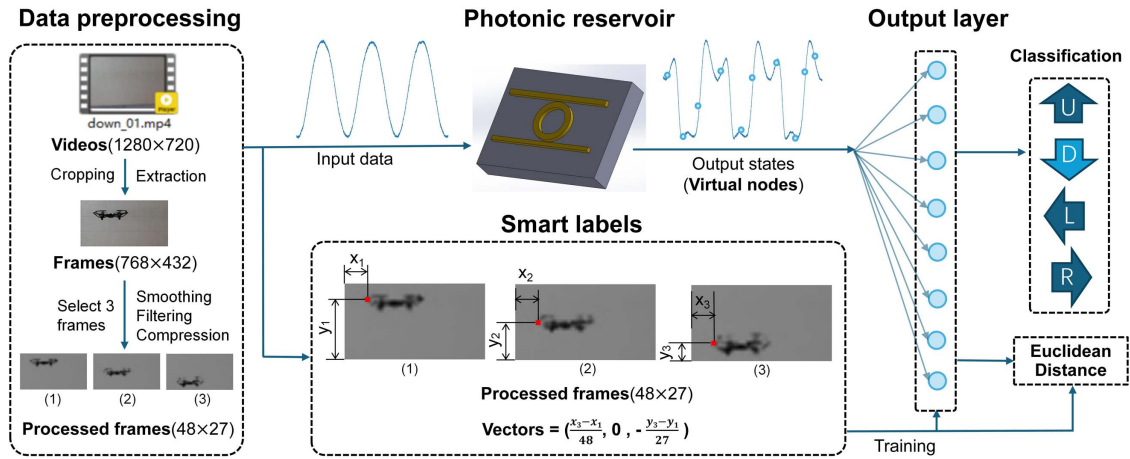 Data preprocessing
Player
down_01.mp4
Videos(1280×720)
Cropping Extraction
Frames(768×432)
Select 3 frames
Smoothing
Filtering
Compression
(1) (2) (3)
Processed frames(48×27)
Photonic reservoir
Input data
Output states
(Virtual nodes)
Smart labels
x₁
y₁
(1)
x₂
y₂
(2)
x₃
y₃
(3)
Processed frames(48×27)
Vectors = (x₃−x₁/48, 0 , - y₃−y₁/27 )
Output layer
Classification
U
D
L
R
Euclidean
Distance
Training